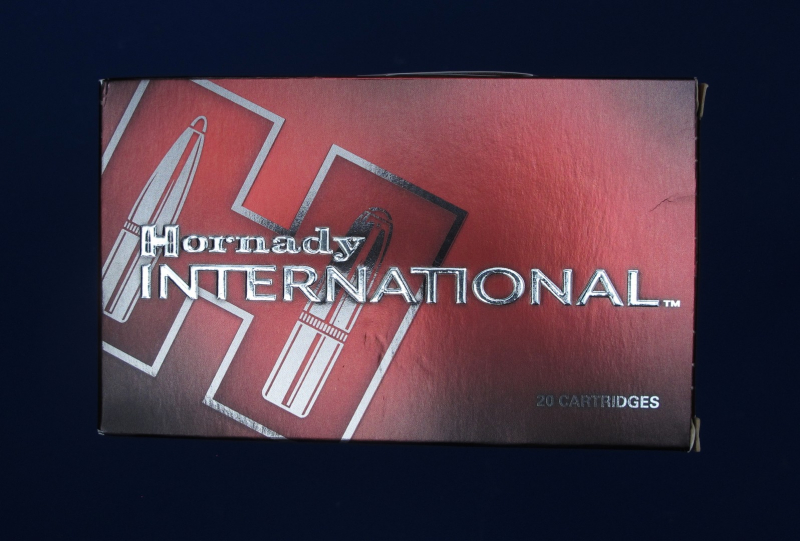 Hornady
INTERNATIONAL™
20 CARTRIDGES